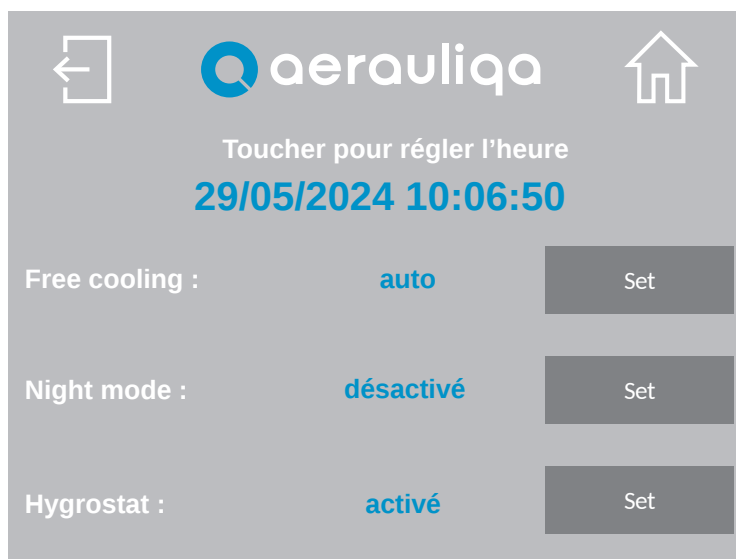 aerauliqa
Toucher pour régler l’heure
29/05/2024 10:06:50
Free cooling : auto Set
Night mode : désactivé Set
Hygrostat : activé Set